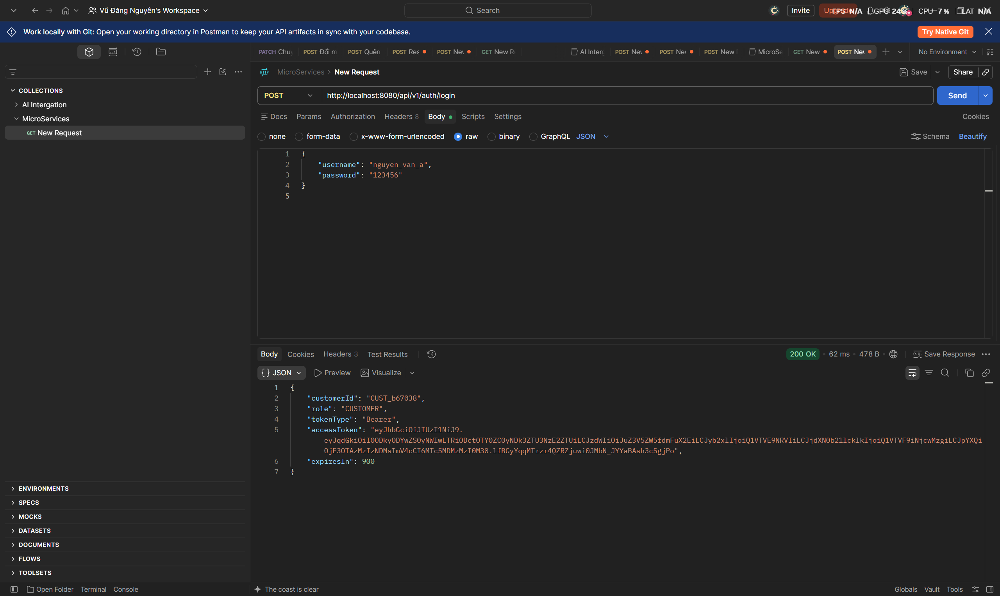 Vũ Đăng Nguyên's Workspace
Search
Invite
N/A GPU 24% CPU 7 % LAT N/A
Work locally with Git: Open your working directory in Postman to keep your API artifacts in sync with your codebase.
Try Native Git
PATCH Chuy
POST Đổi m
POST Quên
POST Res
POST Nev
GET New R
AI Interg
POST Nev
POST Nev
POST New
MicroSe
GET New
POST Nev
No Environment
MicroServices > New Request
Save
Share
COLLECTIONS
AI Intergation
MicroServices
GET New Request
POST
http://localhost:8080/api/v1/auth/login
Send
Docs
Params
Authorization
Headers 8
Body
Scripts
Settings
Cookies
none
form-data
x-www-form-urlencoded
raw
binary
GraphQL
JSON
Schema
Beautify
1 {
2 "username": "nguyen_van_a",
3 "password": "123456"
4 }
5
Body
Cookies
Headers 3
Test Results
200 OK • 62 ms • 478 B
e.g. Save Response
{} JSON
Preview
Visualize
1 {
2 "customerId": "CUST_b67038",
3 "role": "CUSTOMER",
4 "tokenType": "Bearer",
5 "accessToken": "eyJhbGciOiJIUzI1NiJ9.
eyJqdGkiOiI0ODkyODYwZS0yNWIwLTRiODctOTY0ZC0yNDk3ZTU3NzE2ZTUiLCJzdWIiOiJuZ3V5ZW5fdmFuX2EiLCJyb2xlIjoiQ1VTVE9NRVIiLCJjdXN0b21lcklkIjoiQ1VTVF9iNjcwMzgiLCJpYXQi
OjE3OTAzMzIzNDMsImV4cCI6MTc5MDMzMzI0M30.lfBGyYqqMTrzr4QZRZjuwi0JMbN_JYYaBAsh3c5gjPo",
6 "expiresIn": 900
7 }
ENVIRONMENTS
SPECS
MOCKS
DATASETS
DOCUMENTS
FLOWS
TOOLSETS
Open Folder
Terminal
Console
The coast is clear
Globals
Vault
Tools